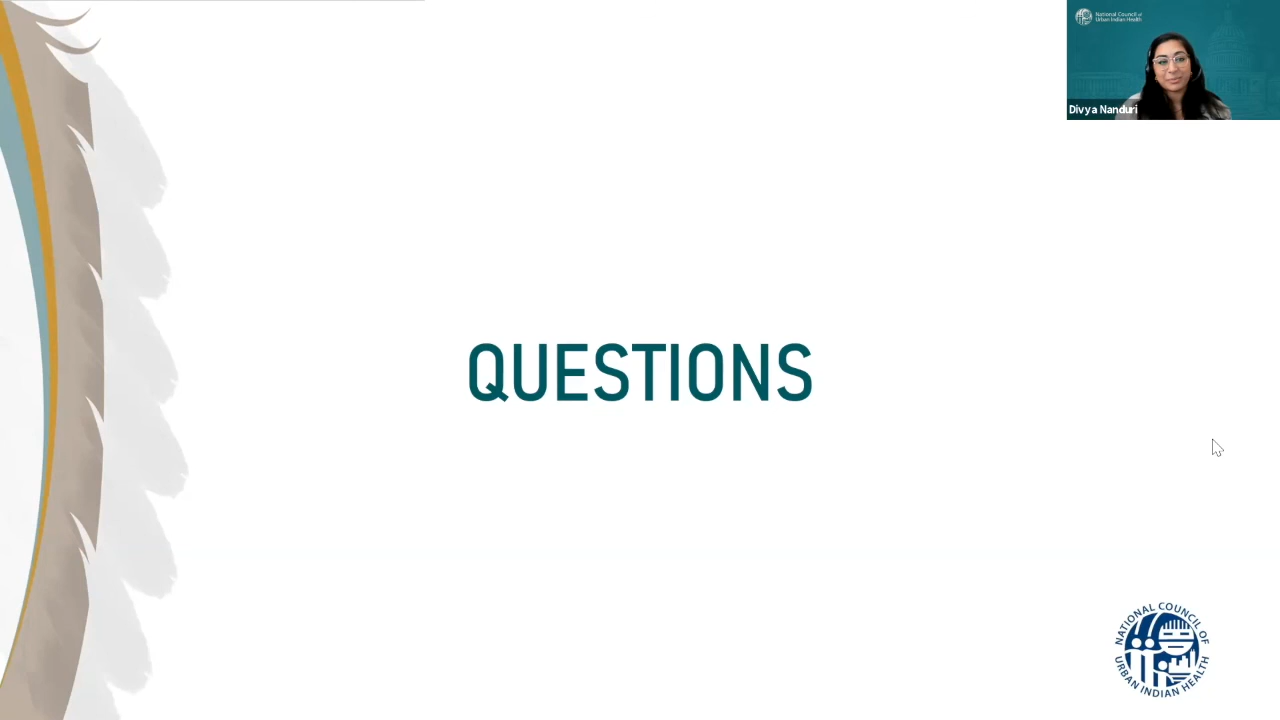 National Council of
Urban Indian Health
Divya Nanduri
QUESTIONS
NATIONAL COUNCIL OF
URBAN INDIAN HEALTH